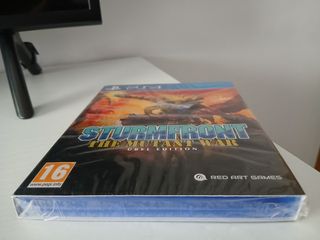 PS4
STURMFRONT
THE MUTANT WAR
ÜBEL EDITION
16
www.pegi.info
RED ART GAMES